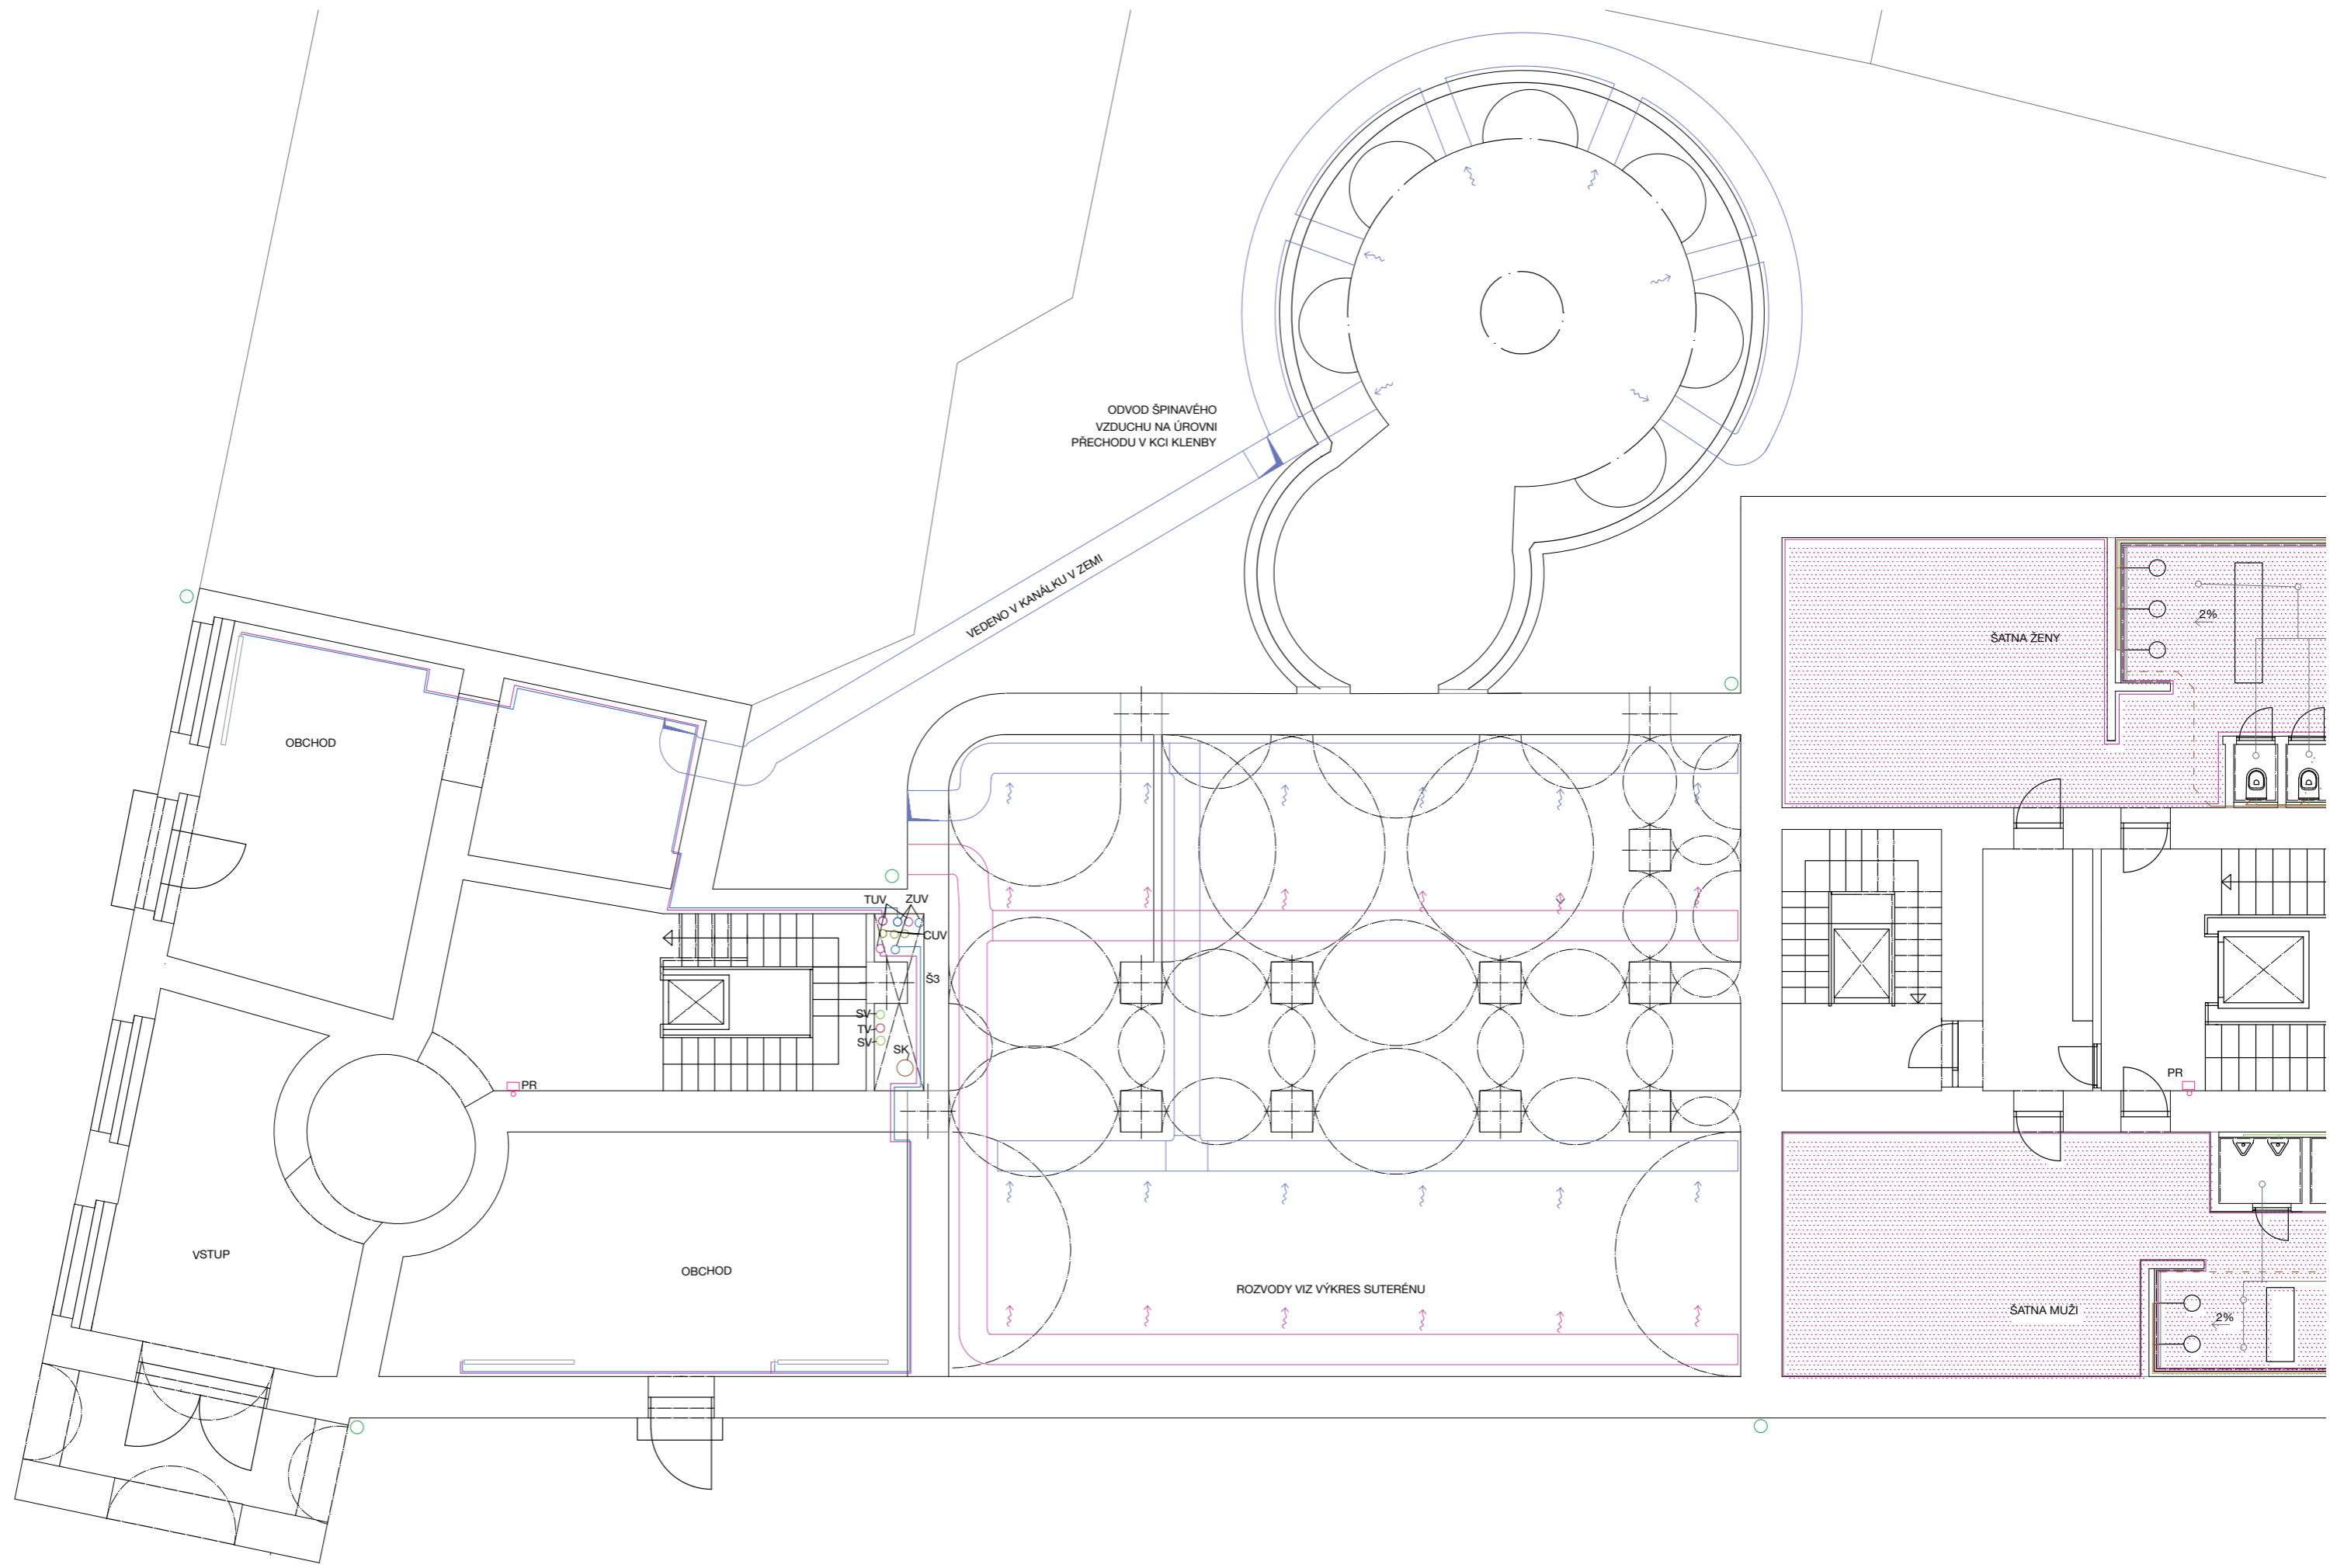 ODVOD ŠPINAVÉHO
VZDUCHU NA ÚROVNI
PŘECHODU V KCI KLENBY
VEDENO V KANÁLKU V ZEMI
ŠATNA ŽENY
2%
OBCHOD
TUV
ZUV
CUV
Š3
SV
TV
SV
SK
PR
PR
VSTUP
OBCHOD
ROZVODY VIZ VÝKRES SUTERÉNU
ŠATNA MUŽI
2%